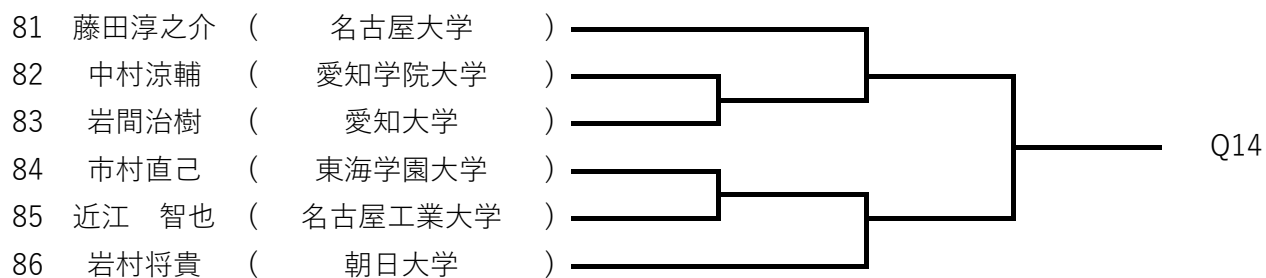 81 藤田淳之介 ( 名古屋大学 )
82 中村涼輔 ( 愛知学院大学 )
83 岩間治樹 ( 愛知大学 )
Q14
84 市村直己 ( 東海学園大学 )
85 近江　智也 ( 名古屋工業大学 )
86 岩村将貴 ( 朝日大学 )